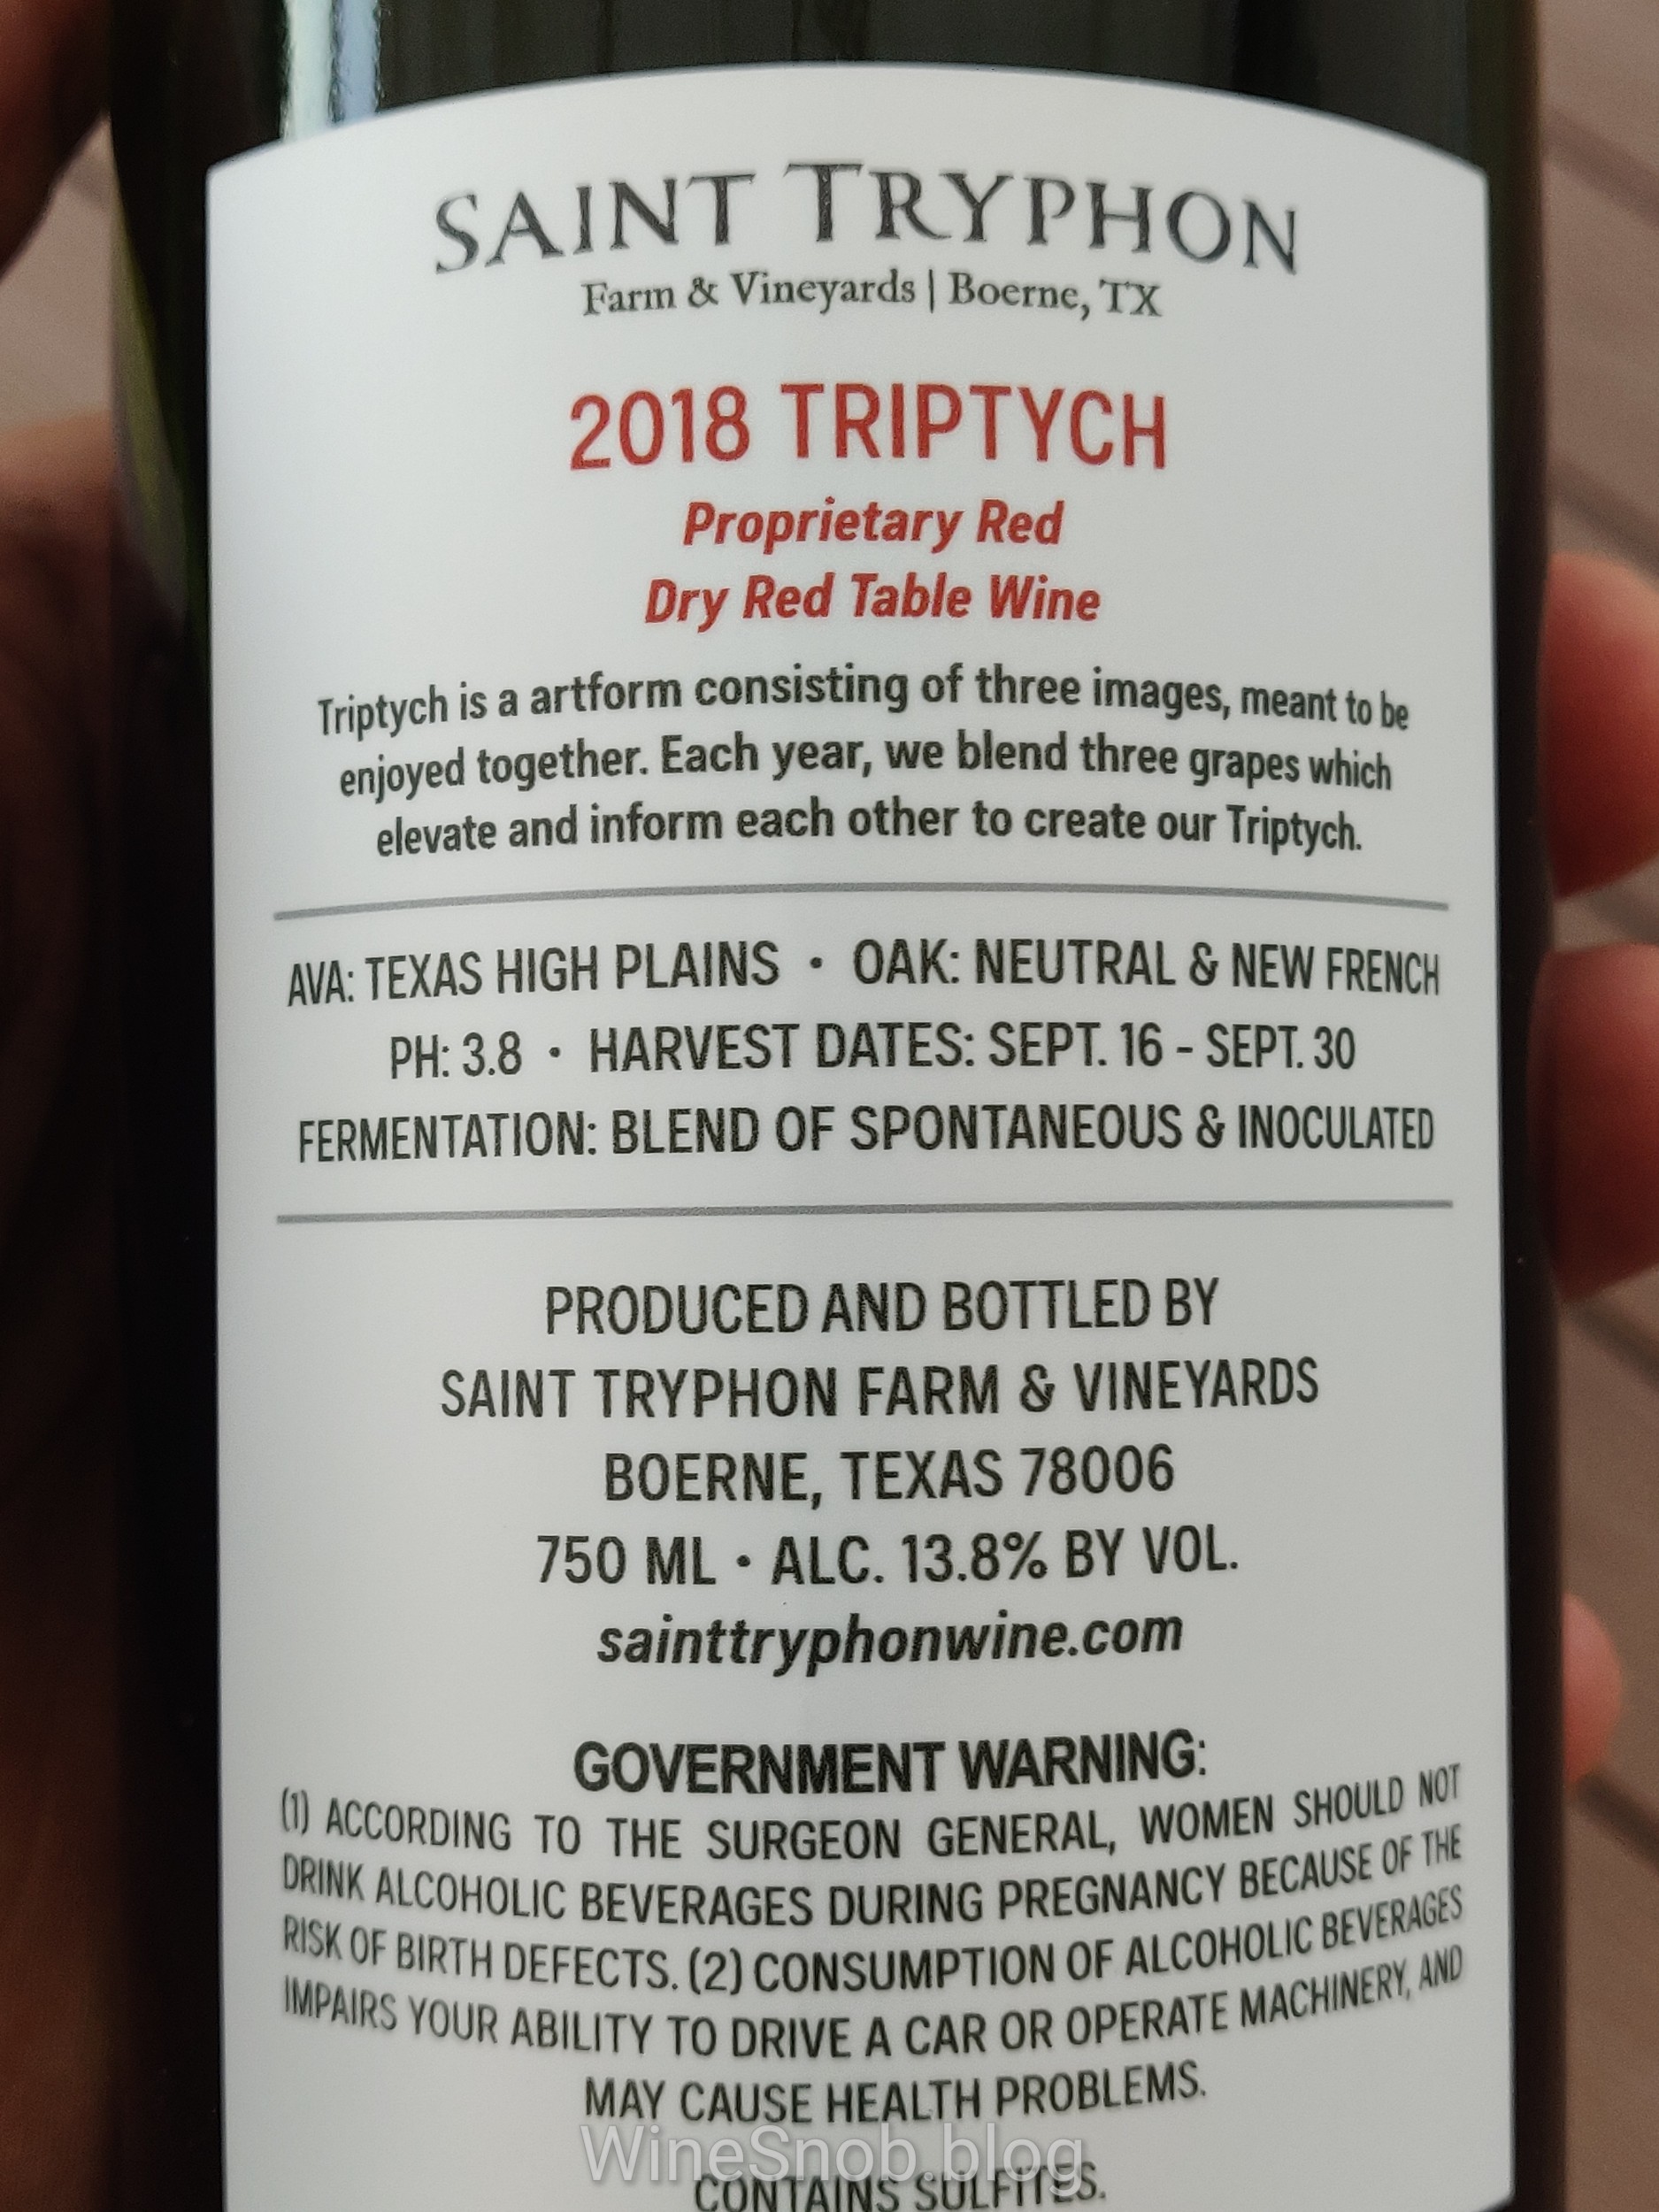 SAINT TRYPHON
Farm & Vineyards | Boerne, TX
2018 TRIPTYCH
Proprietary Red
Dry Red Table Wine
Triptych is a artform consisting of three images, meant to be
enjoyed together. Each year, we blend three grapes which
elevate and inform each other to create our Triptych.
AVA: TEXAS HIGH PLAINS • OAK: NEUTRAL & NEW FRENCH
PH: 3.8 • HARVEST DATES: SEPT. 16 - SEPT. 30
FERMENTATION: BLEND OF SPONTANEOUS & INOCULATED
PRODUCED AND BOTTLED BY
SAINT TRYPHON FARM & VINEYARDS
BOERNE, TEXAS 78006
750 ML • ALC. 13.8% BY VOL.
sainttryphonwine.com
GOVERNMENT WARNING:
(1) ACCORDING TO THE SURGEON GENERAL, WOMEN SHOULD NOT
DRINK ALCOHOLIC BEVERAGES DURING PREGNANCY BECAUSE OF THE
RISK OF BIRTH DEFECTS. (2) CONSUMPTION OF ALCOHOLIC BEVERAGES
IMPAIRS YOUR ABILITY TO DRIVE A CAR OR OPERATE MACHINERY, AND
MAY CAUSE HEALTH PROBLEMS.
WineSnob.blog
CONTAINS SULFITES.